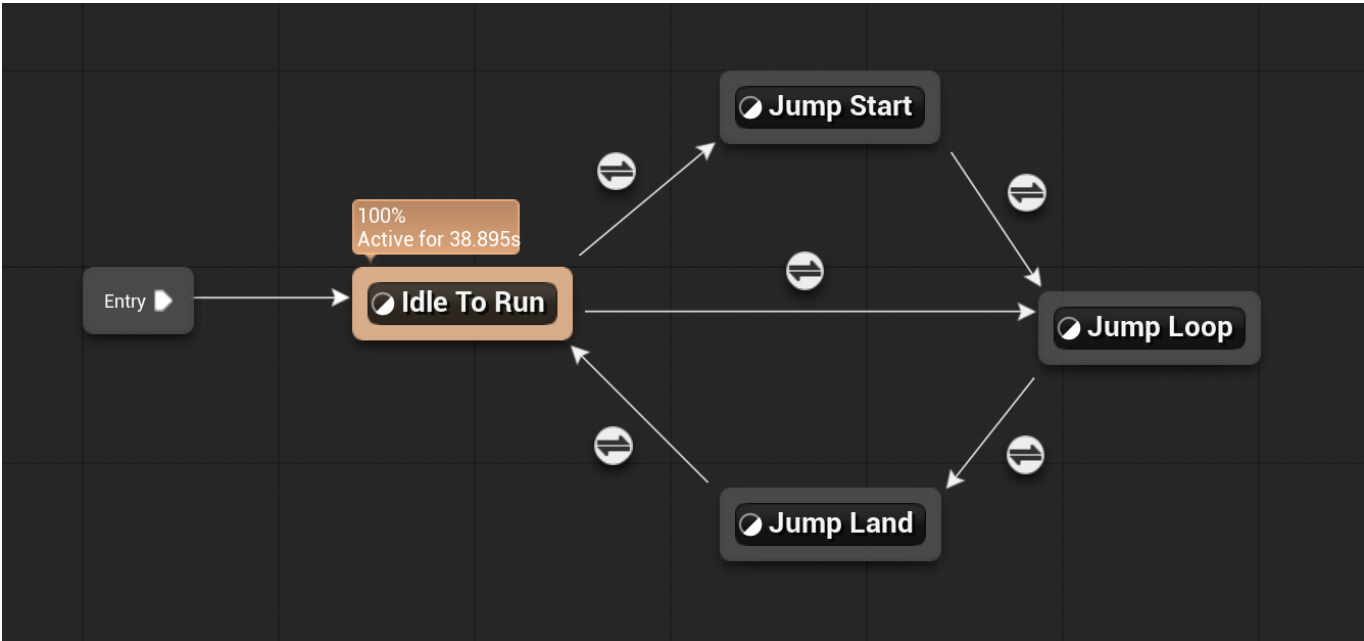 Jump Start
100%
Active for 38.895s
Entry
Idle To Run
Jump Loop
Jump Land